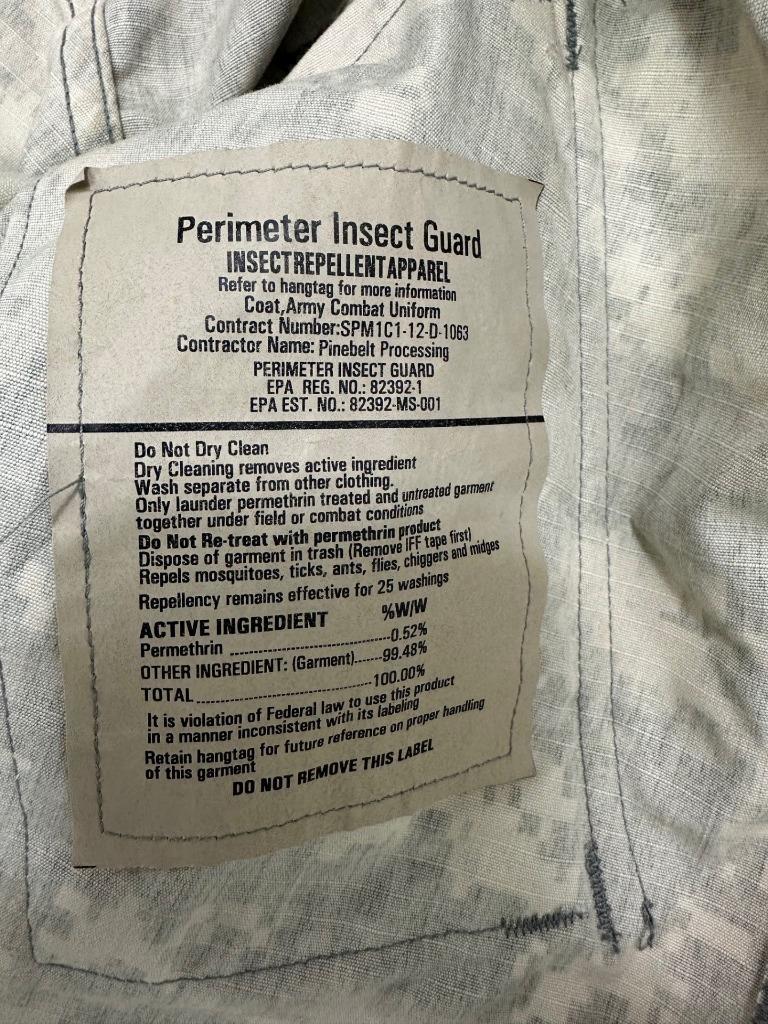 Perimeter Insect Guard
INSECTREPELLENTAPPAREL
Refer to hangtag for more information
Coat,Army Combat Uniform
Contract Number:SPM1C1-12-D-1063
Contractor Name: Pinebelt Processing
PERIMETER INSECT GUARD
EPA REG. NO.: 82392-1
EPA EST. NO.: 82392-MS-001
Do Not Dry Clean
Dry Cleaning removes active ingredient
Wash separate from other clothing.
Only launder permethrin treated and untreated garment
together under field or combat conditions
Do Not Re-treat with permethrin product
Dispose of garment in trash (Remove IFF tape first)
Repels mosquitoes, ticks, ants, flies, chiggers and midges
Repellency remains effective for 25 washings
ACTIVE INGREDIENT %W/W
Permethrin ........................................0.52%
OTHER INGREDIENT: (Garment).......99.48%
TOTAL ............................................100.00%
It is violation of Federal law to use this product
in a manner inconsistent with its labeling
Retain hangtag for future reference on proper handling
of this garment
DO NOT REMOVE THIS LABEL